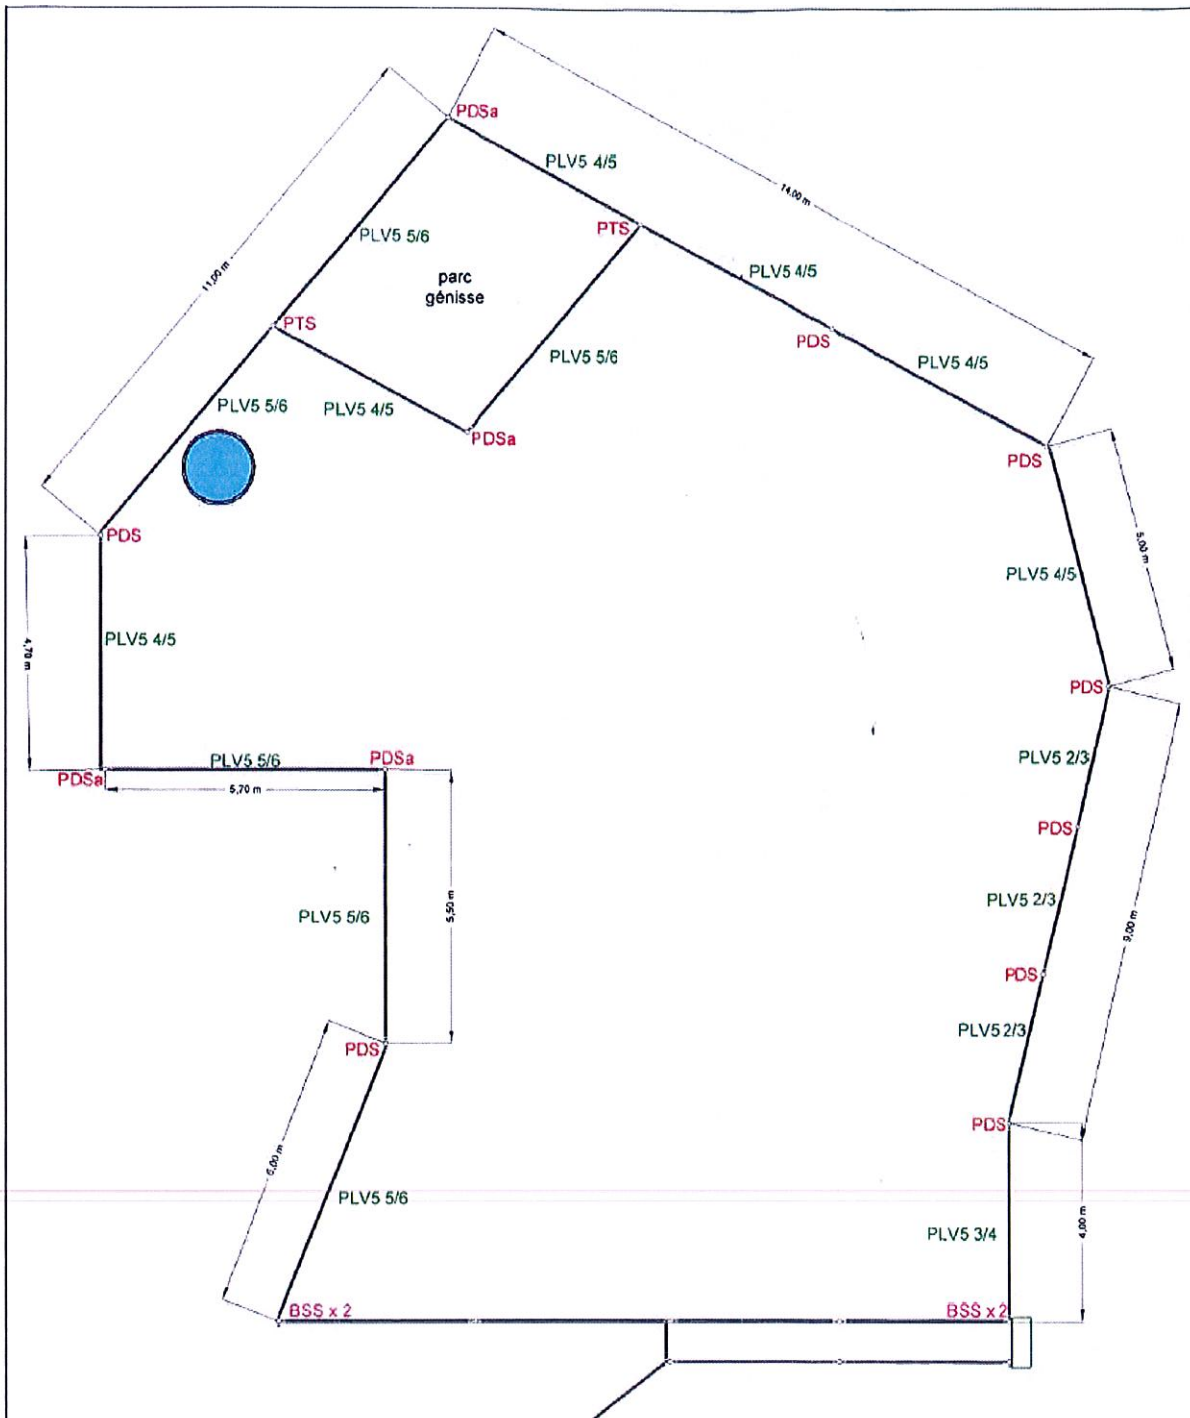 PDSa
PLV5 4/5
14,00 m
PTS
PLV5 5/6
11,00 m
parc
génisse
PLV5 4/5
PTS
PDS
PLV5 5/6
PLV5 4/5
PLV5 5/6
PLV5 4/5
PDSa
PDS
PDS
5,00 m
PLV5 4/5
4,70 m
PLV5 4/5
PDS
PLV5 5/6
PDSa
PLV5 2/3
PDSa
5,70 m
PDS
PLV5 5/6
5,50 m
PLV5 2/3
9,00 m
PDS
PLV5 2/3
PDS
PDS
6,00 m
PLV5 5/6
PLV5 3/4
4,00 m
BSS x 2
BSS x 2